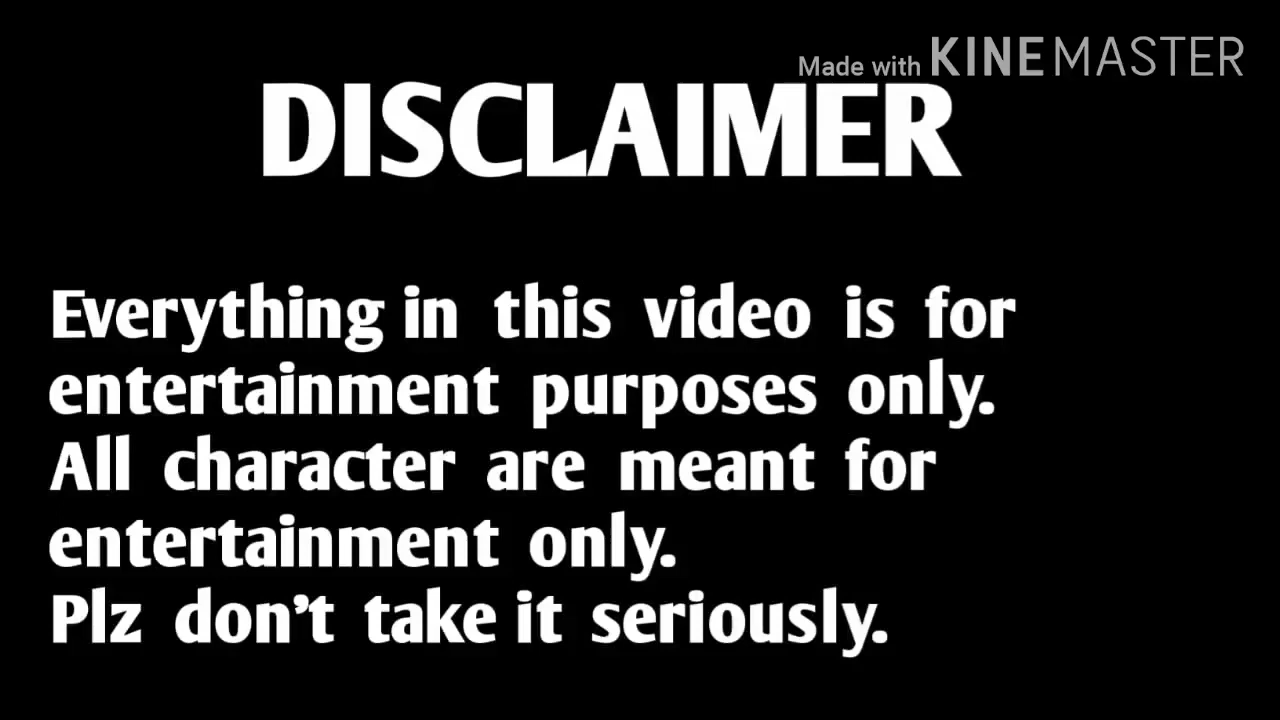 Made with KINEMASTER
DISCLAIMER
Everything in this video is for
entertainment purposes only.
All character are meant for
entertainment only.
Plz don't take it seriously.